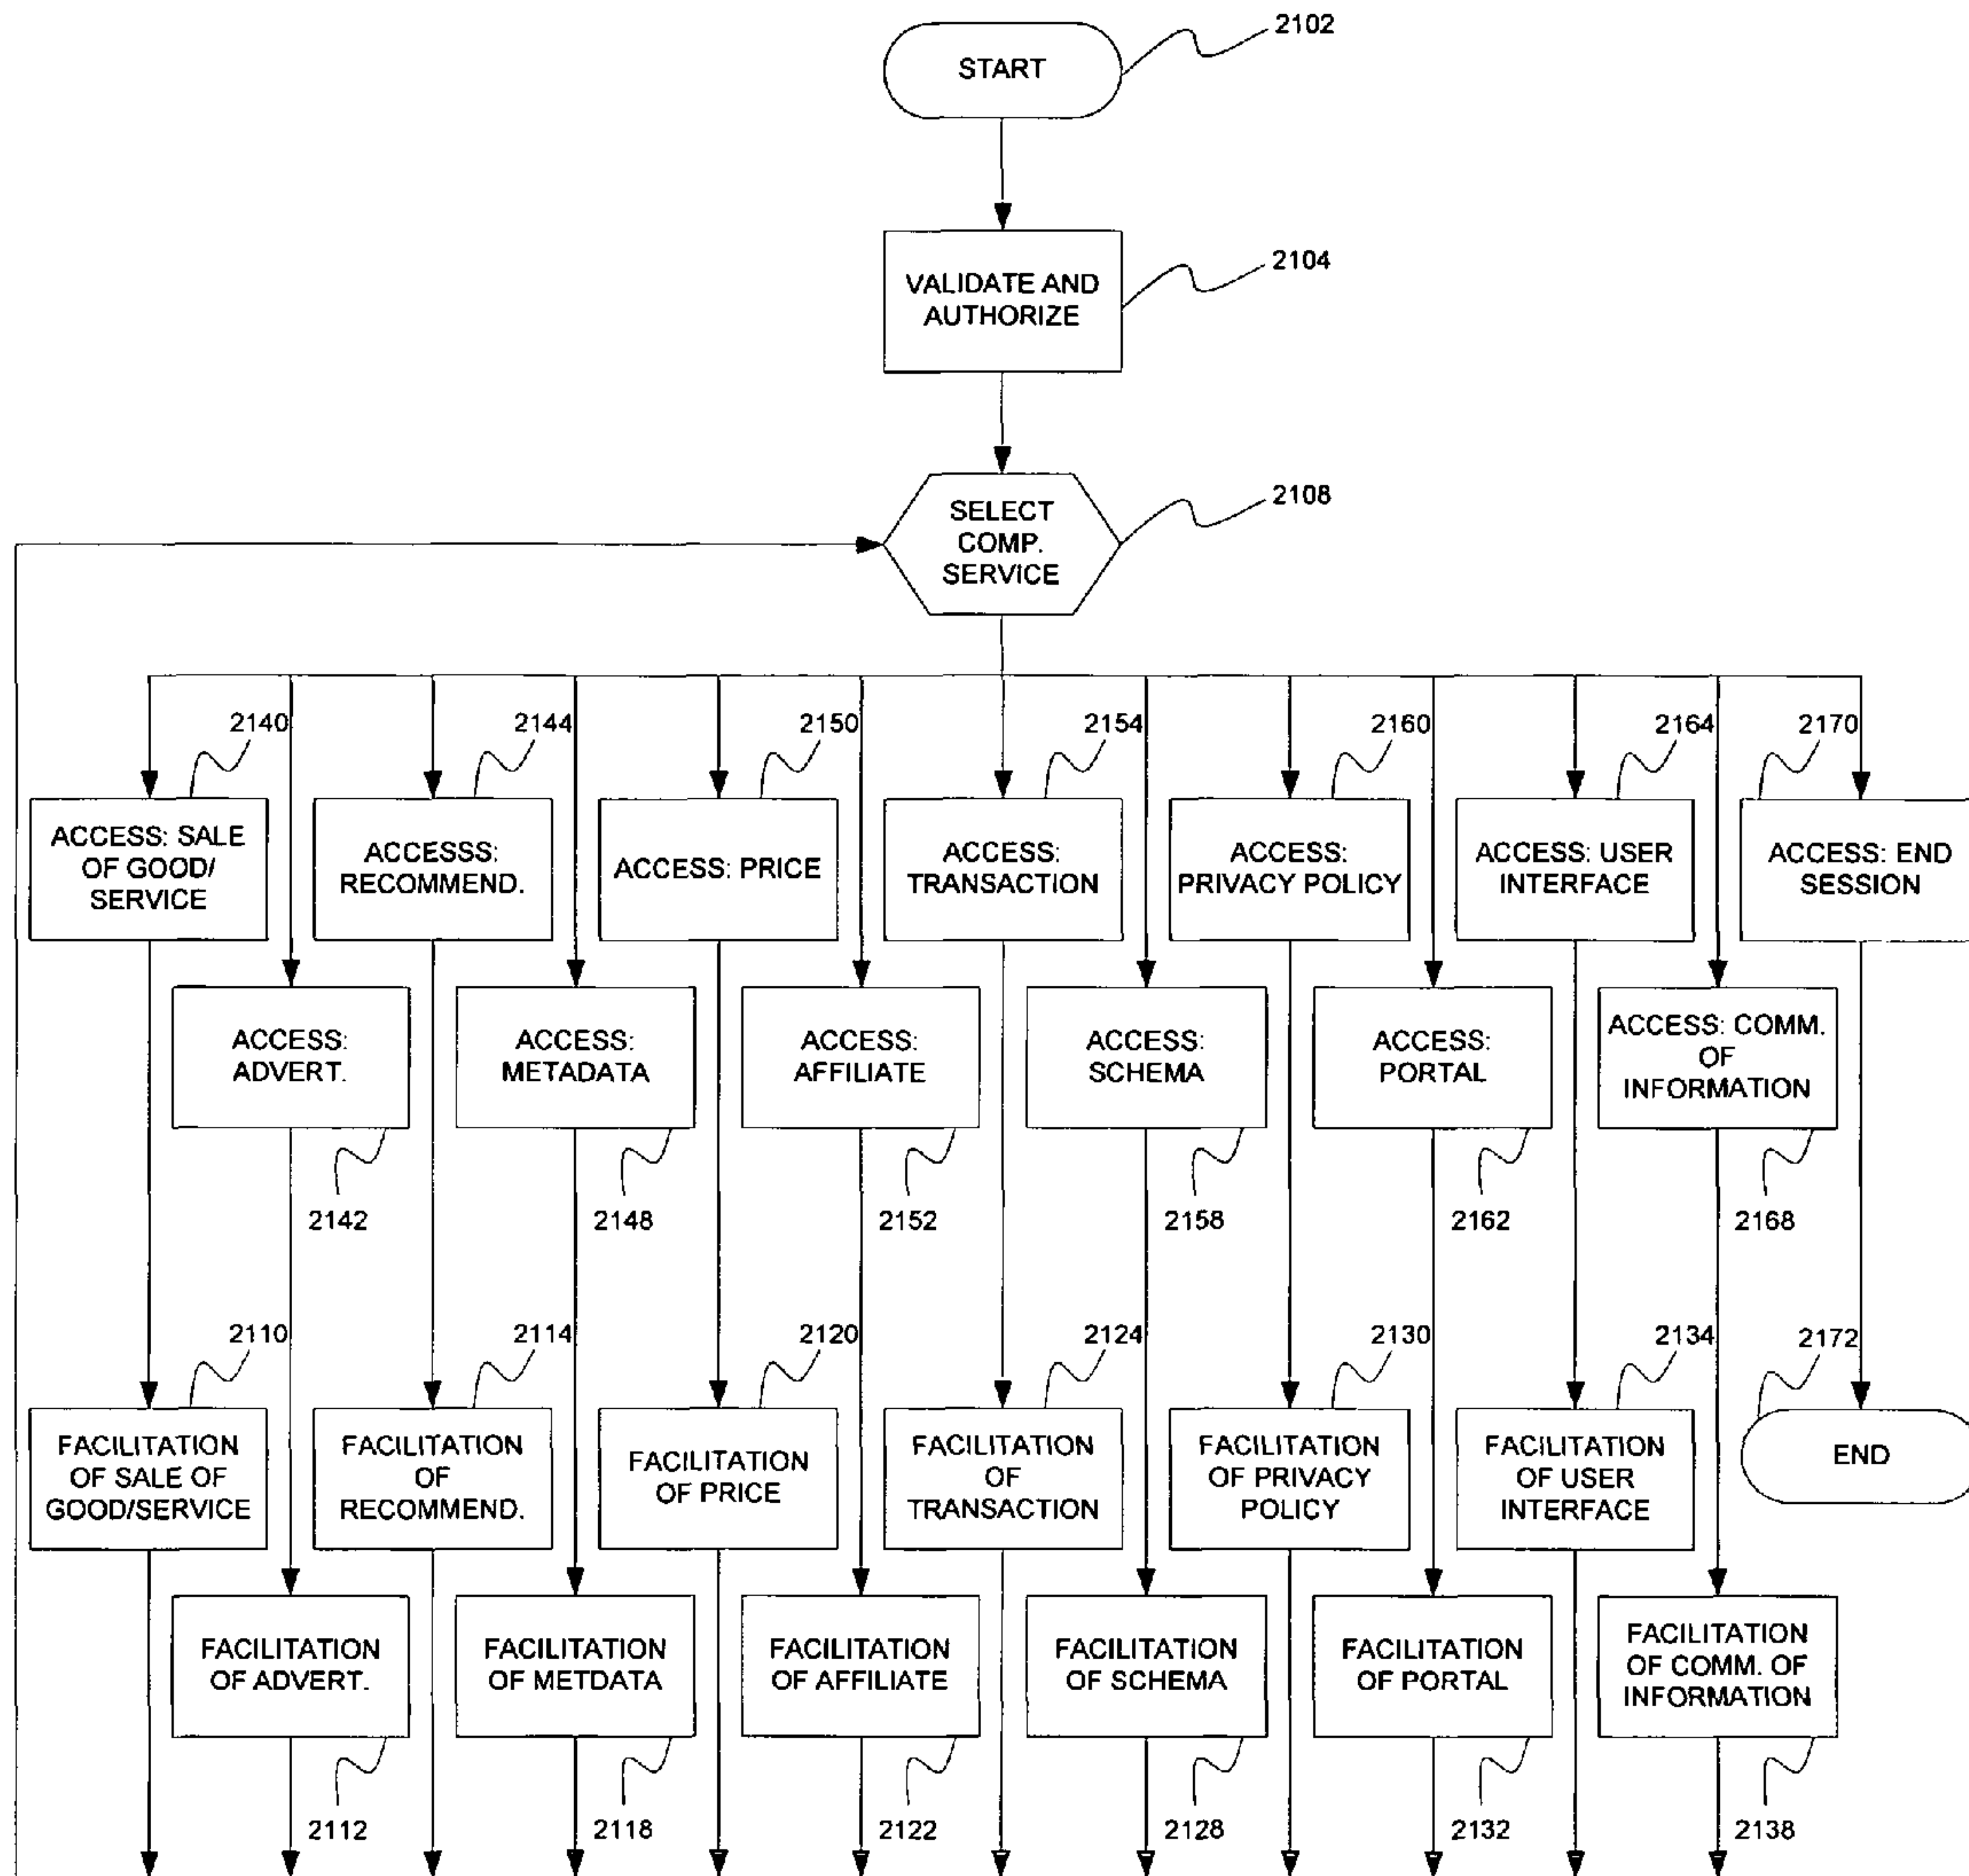 START
2102
VALIDATE AND
AUTHORIZE
2104
SELECT
COMP.
SERVICE
2108
2140
2144
2150
2154
2160
2164
2170
ACCESS: SALE
OF GOOD/
SERVICE
ACCESSS:
RECOMMEND.
ACCESS: PRICE
ACCESS:
TRANSACTION
ACCESS:
PRIVACY POLICY
ACCESS: USER
INTERFACE
ACCESS: END
SESSION
ACCESS:
ADVERT.
ACCESS:
METADATA
ACCESS:
AFFILIATE
ACCESS:
SCHEMA
ACCESS:
PORTAL
ACCESS: COMM.
OF
INFORMATION
2142
2148
2152
2158
2162
2168
2110
2114
2120
2124
2130
2134
2172
FACILITATION
OF SALE OF
GOOD/SERVICE
FACILITATION
OF
RECOMMEND.
FACILITATION
OF PRICE
FACILITATION
OF
TRANSACTION
FACILITATION
OF PRIVACY
POLICY
FACILITATION
OF USER
INTERFACE
END
FACILITATION
OF ADVERT.
FACILITATION
OF METDATA
FACILITATION
OF AFFILIATE
FACILITATION
OF SCHEMA
FACILITATION
OF PORTAL
FACILITATION
OF COMM. OF
INFORMATION
2112
2118
2122
2128
2132
2138